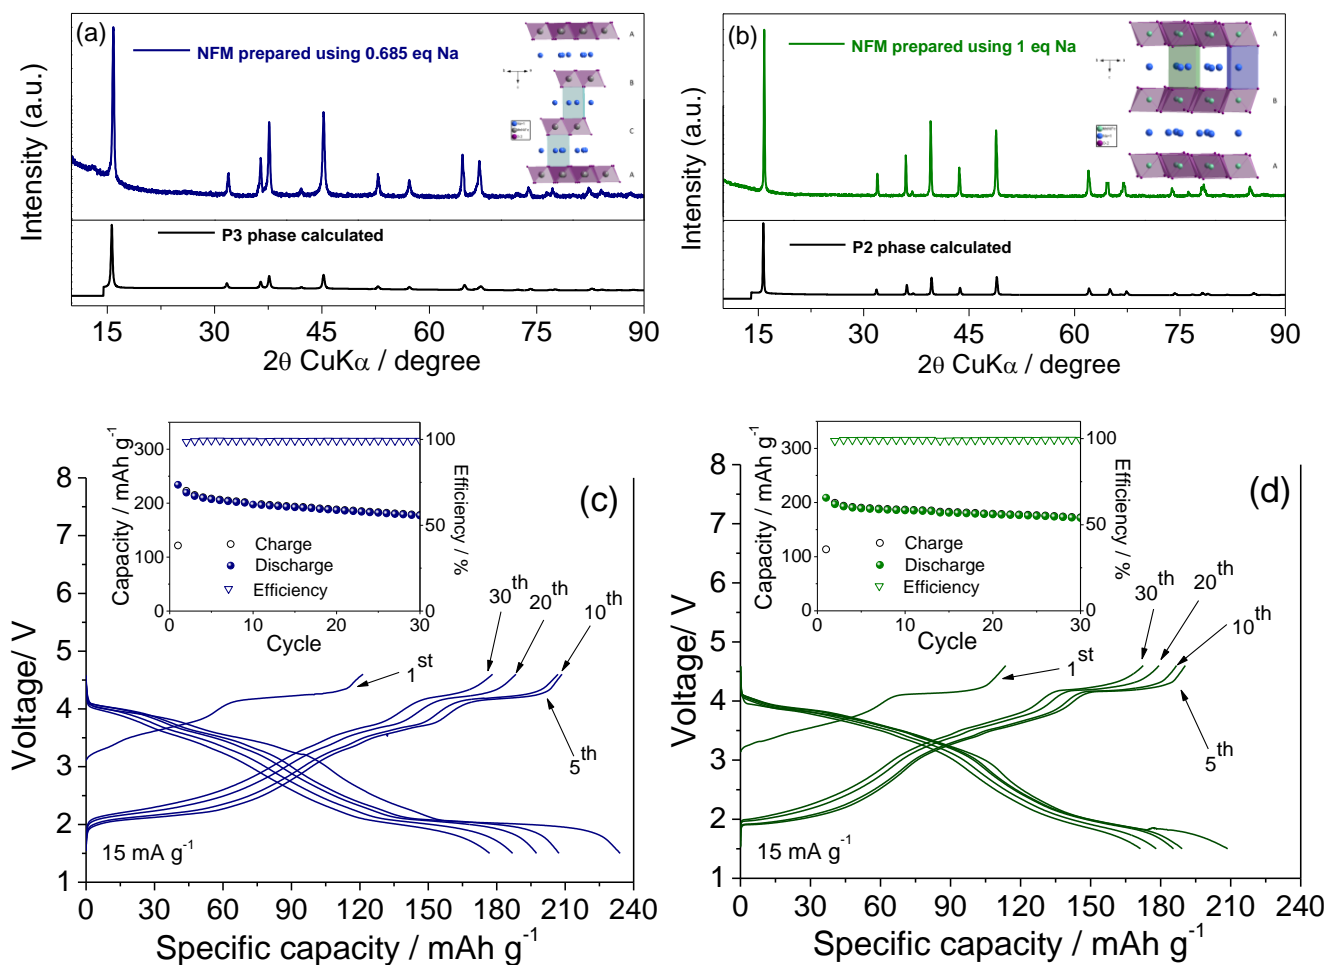 (a)
NFM prepared using 0.685 eq Na
A
B
C
A
Intensity (a.u.)
P3 phase calculated
15 30 45 60 75 90
2θ CuKα / degree
(b)
NFM prepared using 1 eq Na
A
B
A
Intensity (a.u.)
P2 phase calculated
15 30 45 60 75 90
2θ CuKα / degree
(c)
Capacity / mAh g-1
300
200
100
0
Efficiency / %
100
50
0
Charge
Discharge
Efficiency
0 10 20 30
Cycle
Voltage/ V
8
7
6
5
4
3
2
1
1st
30th
20th
10th
5th
15 mA g-1
0 30 60 90 120 150 180 210 240
Specific capacity / mAh g-1
(d)
Capacity / mAh g-1
300
200
100
0
Efficiency / %
100
50
0
Charge
Discharge
Efficiency
0 10 20 30
Cycle
Voltage/ V
8
7
6
5
4
3
2
1
1st
30th
20th
10th
5th
15 mA g-1
0 30 60 90 120 150 180 210 240
Specific capacity / mAh g-1